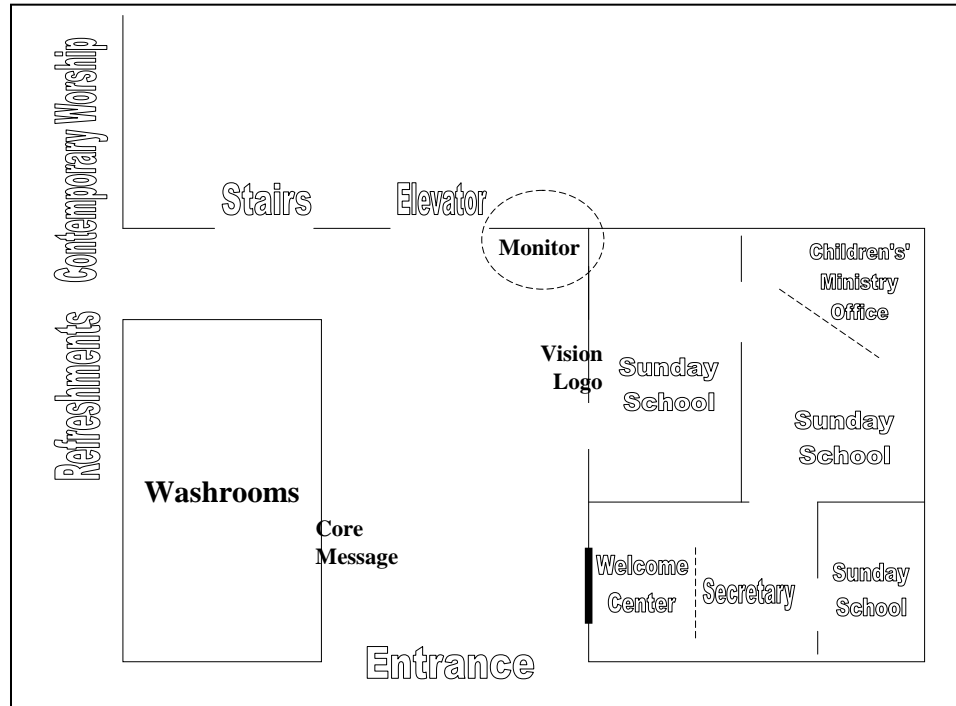 Contemporary Worship
Stairs
Elevator
Monitor
Children's'
Ministry
Office
Refreshments
Vision
Logo
Sunday
School
Sunday
School
Washrooms
Core
Message
Welcome
Center
Secretary
Sunday
School
Entrance